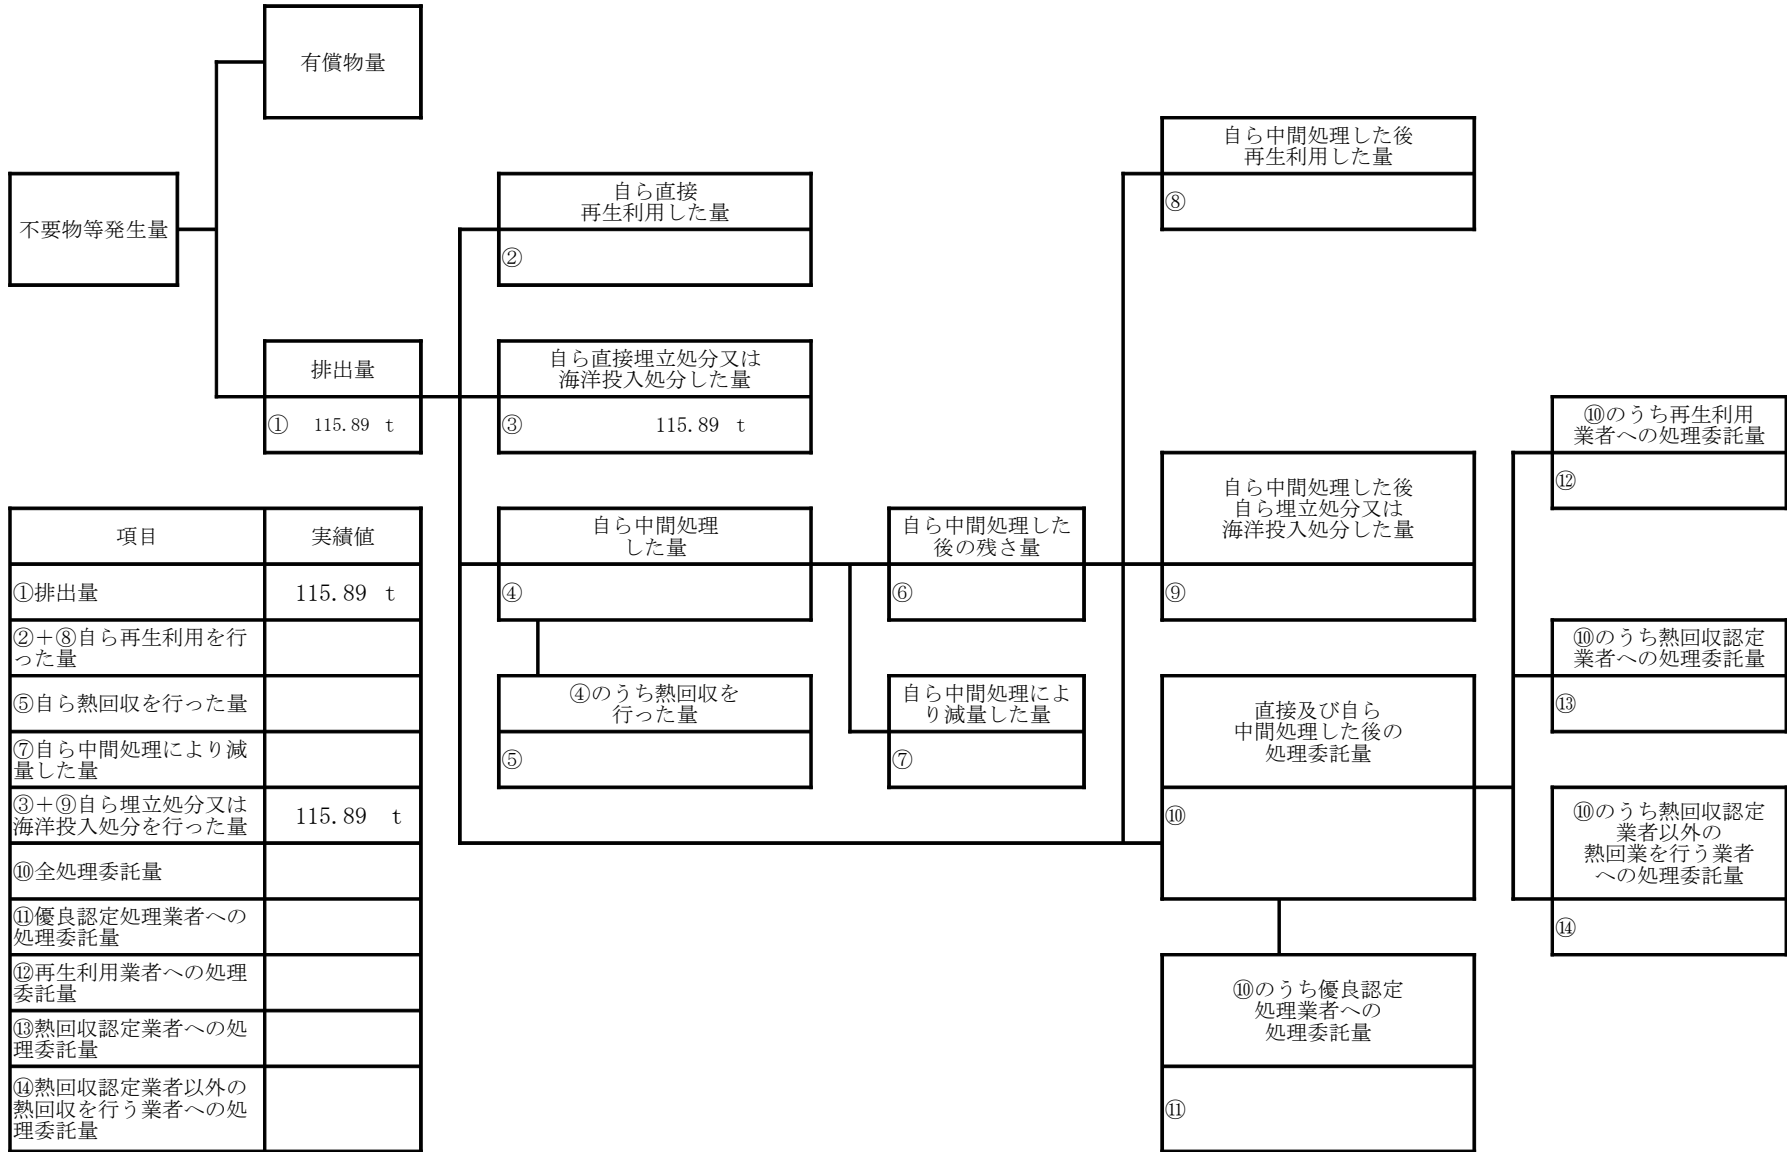 有償物量
不要物等発生量
排出量
① 115.89 t
自ら直接
再生利用した量
②
自ら直接埋立処分又は
海洋投入処分した量
③ 115.89 t
自ら中間処理
した量
④
④のうち熱回収を
行った量
⑤
自ら中間処理した
後の残さ量
⑥
自ら中間処理によ
り減量した量
⑦
自ら中間処理した後
再生利用した量
⑧
自ら中間処理した後
自ら埋立処分又は
海洋投入処分した量
⑨
直接及び自ら
中間処理した後の
処理委託量
⑩
⑩のうち優良認定
処理業者への
処理委託量
⑪
⑩のうち再生利用
業者への処理委託量
⑫
⑩のうち熱回収認定
業者への処理委託量
⑬
⑩のうち熱回収認定
業者以外の
熱回業を行う業者
への処理委託量
⑭
項目 実績値
①排出量 115.89 t
②+⑧自ら再生利用を行
った量
⑤自ら熱回収を行った量
⑦自ら中間処理により減
量した量
③+⑨自ら埋立処分又は
海洋投入処分を行った量 115.89 t
⑩全処理委託量
⑪優良認定処理業者への
処理委託量
⑫再生利用業者への処理
委託量
⑬熱回収認定業者への処
理委託量
⑭熱回収認定業者以外の
熱回収を行う業者への処
理委託量